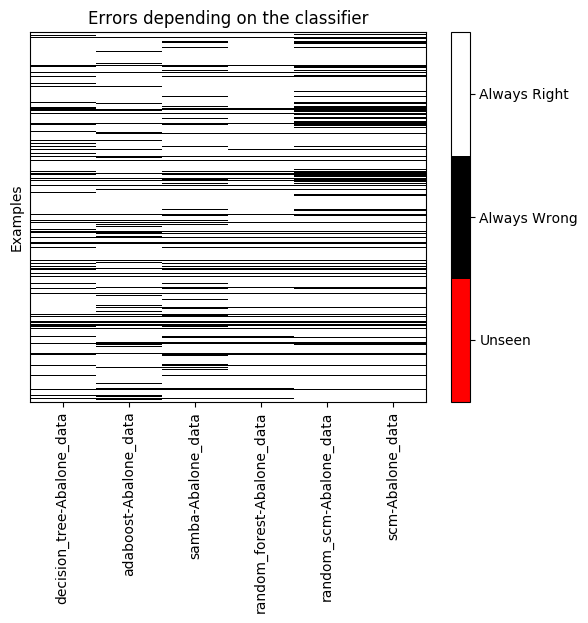 Errors depending on the classifier
Examples
Always Right
Always Wrong
Unseen
decision_tree-Abalone_data
adaboost-Abalone_data
samba-Abalone_data
random_forest-Abalone_data
random_scm-Abalone_data
scm-Abalone_data